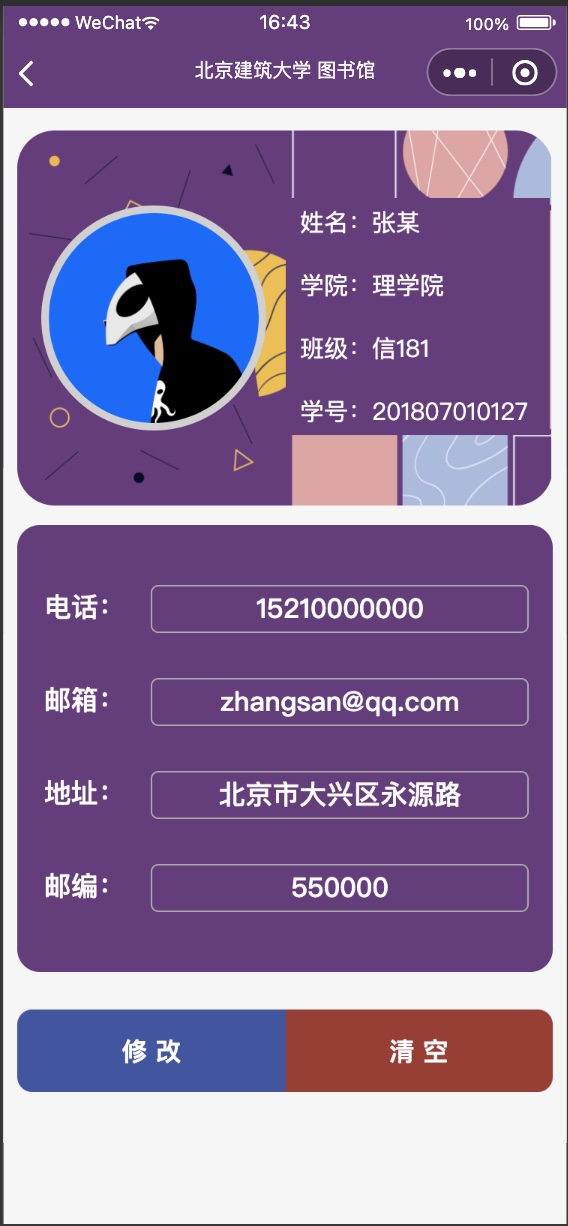 ●●●●● WeChat 16:43 100%
北京建筑大学 图书馆
姓名：张某
学院：理学院
班级：信181
学号：201807010127
电话： 15210000000
邮箱： zhangsan@qq.com
地址： 北京市大兴区永源路
邮编： 550000
修 改 清 空